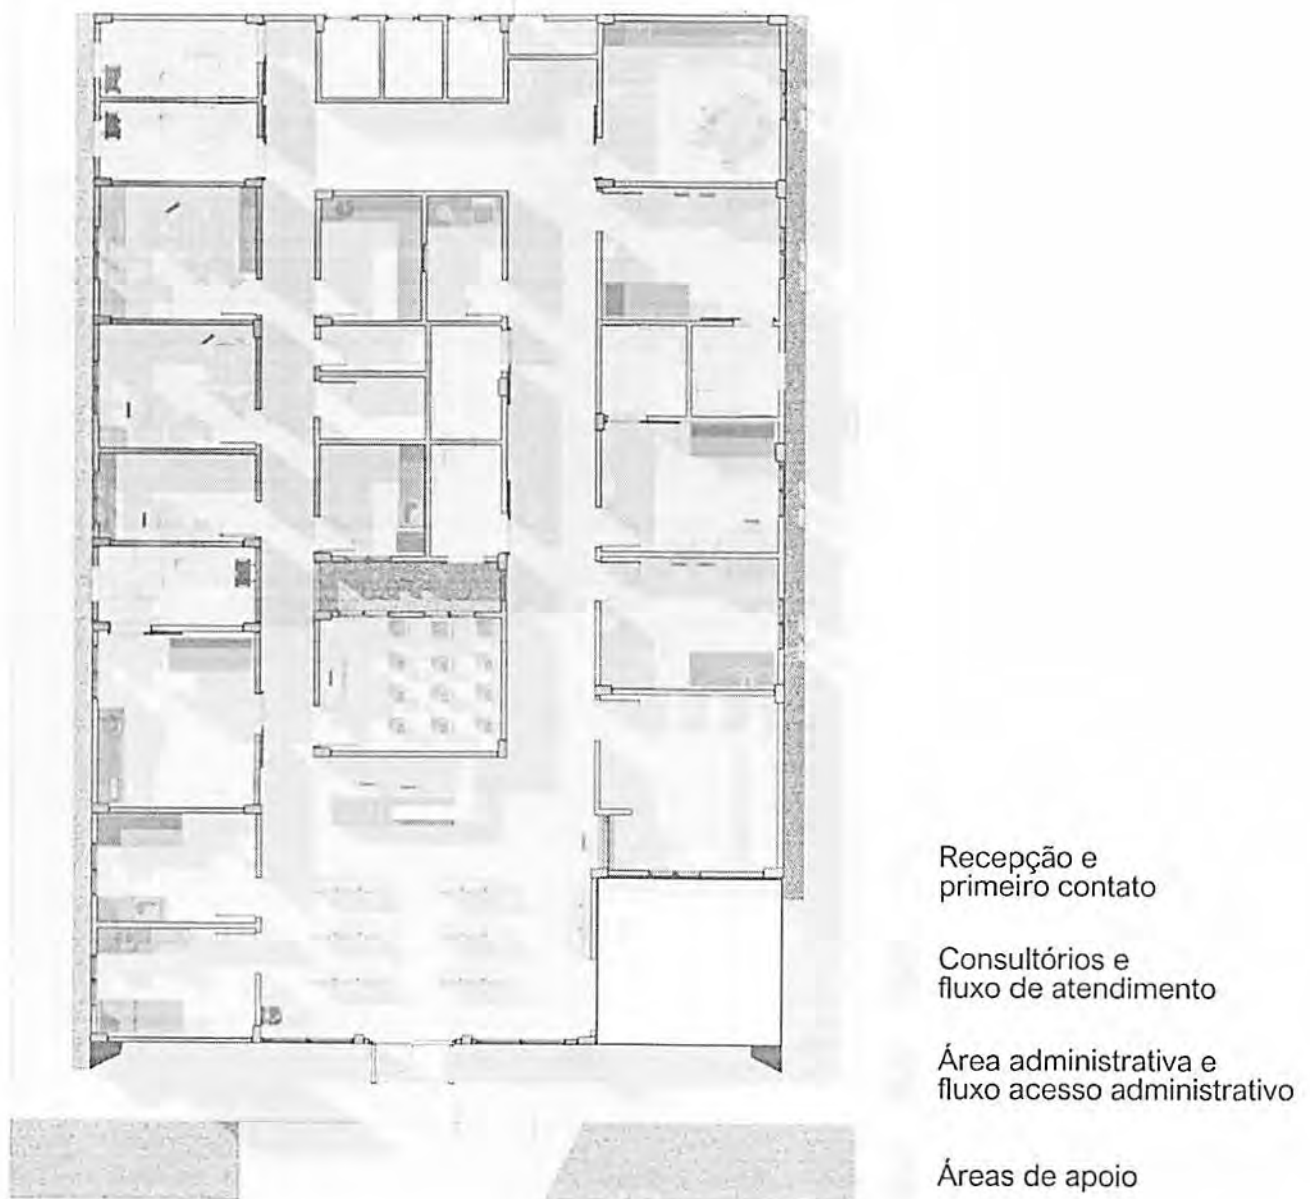 Recepção e
primeiro contato
Consultórios e
fluxo de atendimento
Área administrativa e
fluxo acesso administrativo
Áreas de apoio